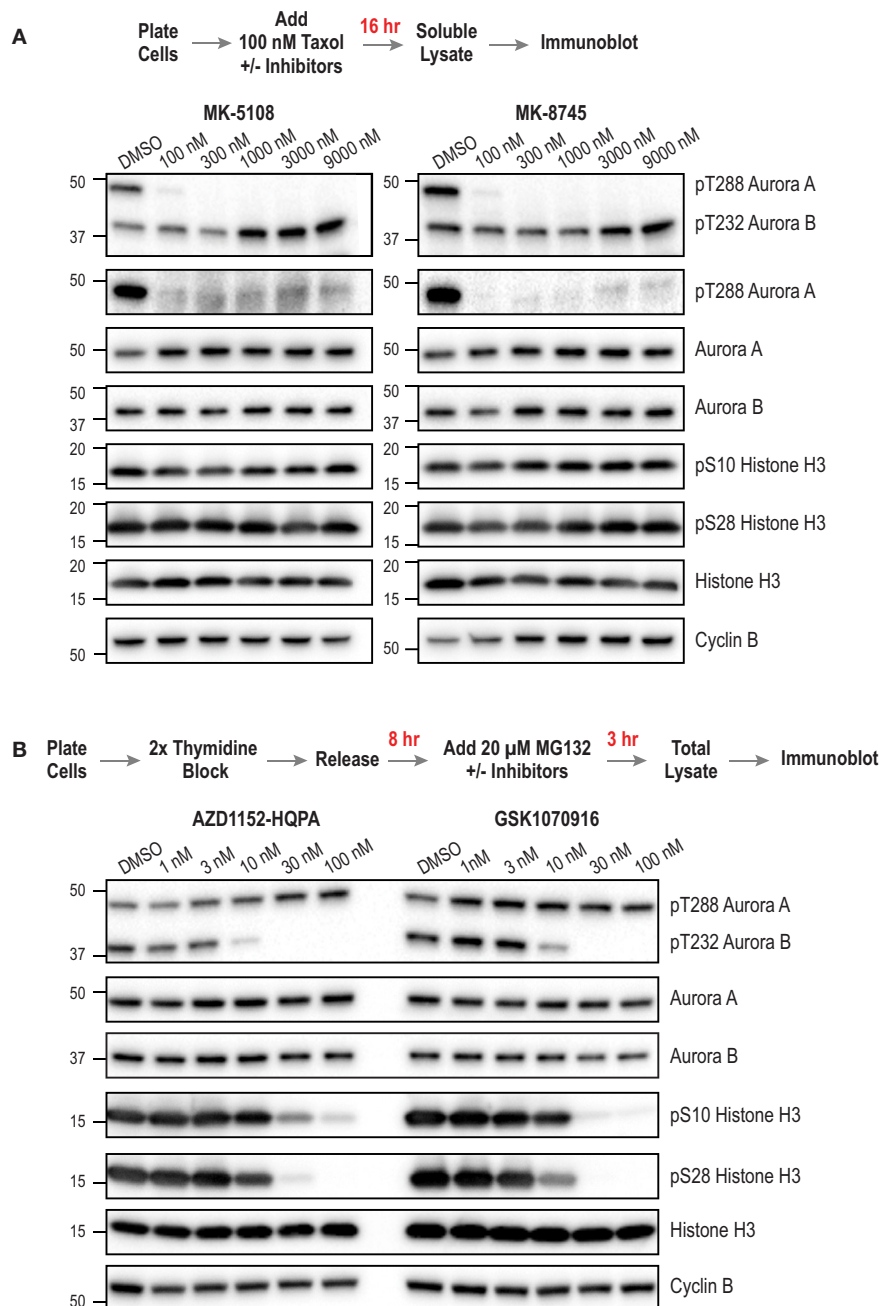 A
Plate
Cells
Add
100 nM Taxol
+/- Inhibitors
16 hr
Soluble
Lysate
Immunoblot
MK-5108
MK-8745
DMSO 100 nM 300 nM 1000 nM 3000 nM 9000 nM
DMSO 100 nM 300 nM 1000 nM 3000 nM 9000 nM
50 50 pT288 Aurora A
37 37 pT232 Aurora B
50 50 pT288 Aurora A
50 50 Aurora A
50 50
37 37 Aurora B
20 20
15 15 pS10 Histone H3
20 20
15 15 pS28 Histone H3
20 20
15 15 Histone H3
50 50 Cyclin B
B
Plate
Cells
2x Thymidine
Block
Release
8 hr
Add 20 µM MG132
+/- Inhibitors
3 hr
Total
Lysate
Immunoblot
AZD1152-HQPA
GSK1070916
DMSO 1 nM 3 nM 10 nM 30 nM 100 nM
DMSO 1nM 3 nM 10 nM 30 nM 100 nM
50 pT288 Aurora A
37 pT232 Aurora B
50 Aurora A
37 Aurora B
15 pS10 Histone H3
15 pS28 Histone H3
15 Histone H3
50 Cyclin B